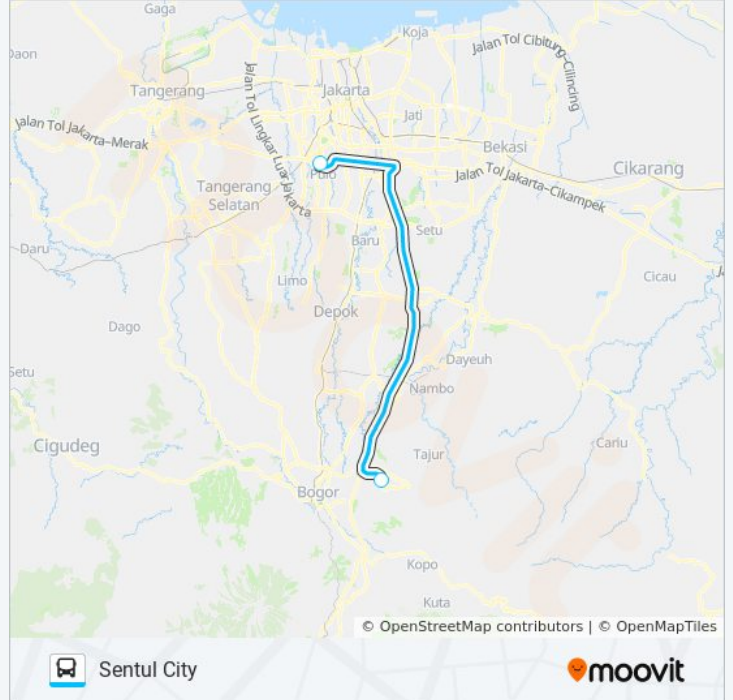 Gaga
Koja
Jalan Tol Cibitung–Cilincing
Daon
Tangerang
Jakarta
Jalan Tol Lingkar Luar Jakarta
Jati
Jalan Tol Jakarta–Merak
Bekasi
Cikarang
Pulo
Jalan Tol Jakarta–Cikampek
Tangerang
Selatan
Setu
Baru
Daru
Cicau
Limo
Depok
Dago
Dayeuh
Setu
Nambo
Cigudeg
Cariu
Tajur
Bogor
Kopo
Kuta
© OpenStreetMap contributors | © OpenMapTiles
Sentul City
moovit